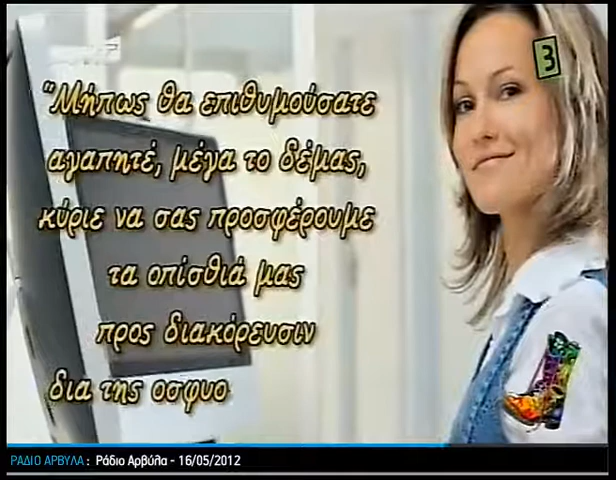 3
"Μήπως θα επιθυμούσατε
αγαπητέ, μέγα το δέμας,
κύριε να σας προσφέρουμε
τα οπίσθιά μας
προς διακόρευσιν
δια της οσφυο
ΡΑΔΙΟ ΑΡΒΥΛΑ : Ράδιο Αρβύλα - 16/05/2012